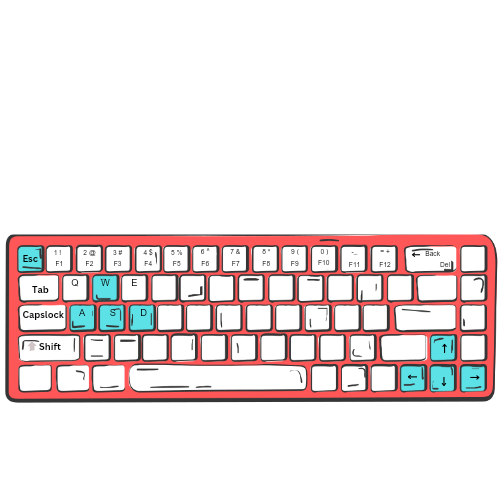 Esc 1 ! 2 @ 3 # 4 $ 5 % 6 ^ 7 & 8 * 9 ( 0 ) -_ =+ ← Back
F1 F2 F3 F4 F5 F6 F7 F8 F9 F10 F11 F12 Del
Tab Q W E
Capslock A S D
Shift ↑
← ↓ →